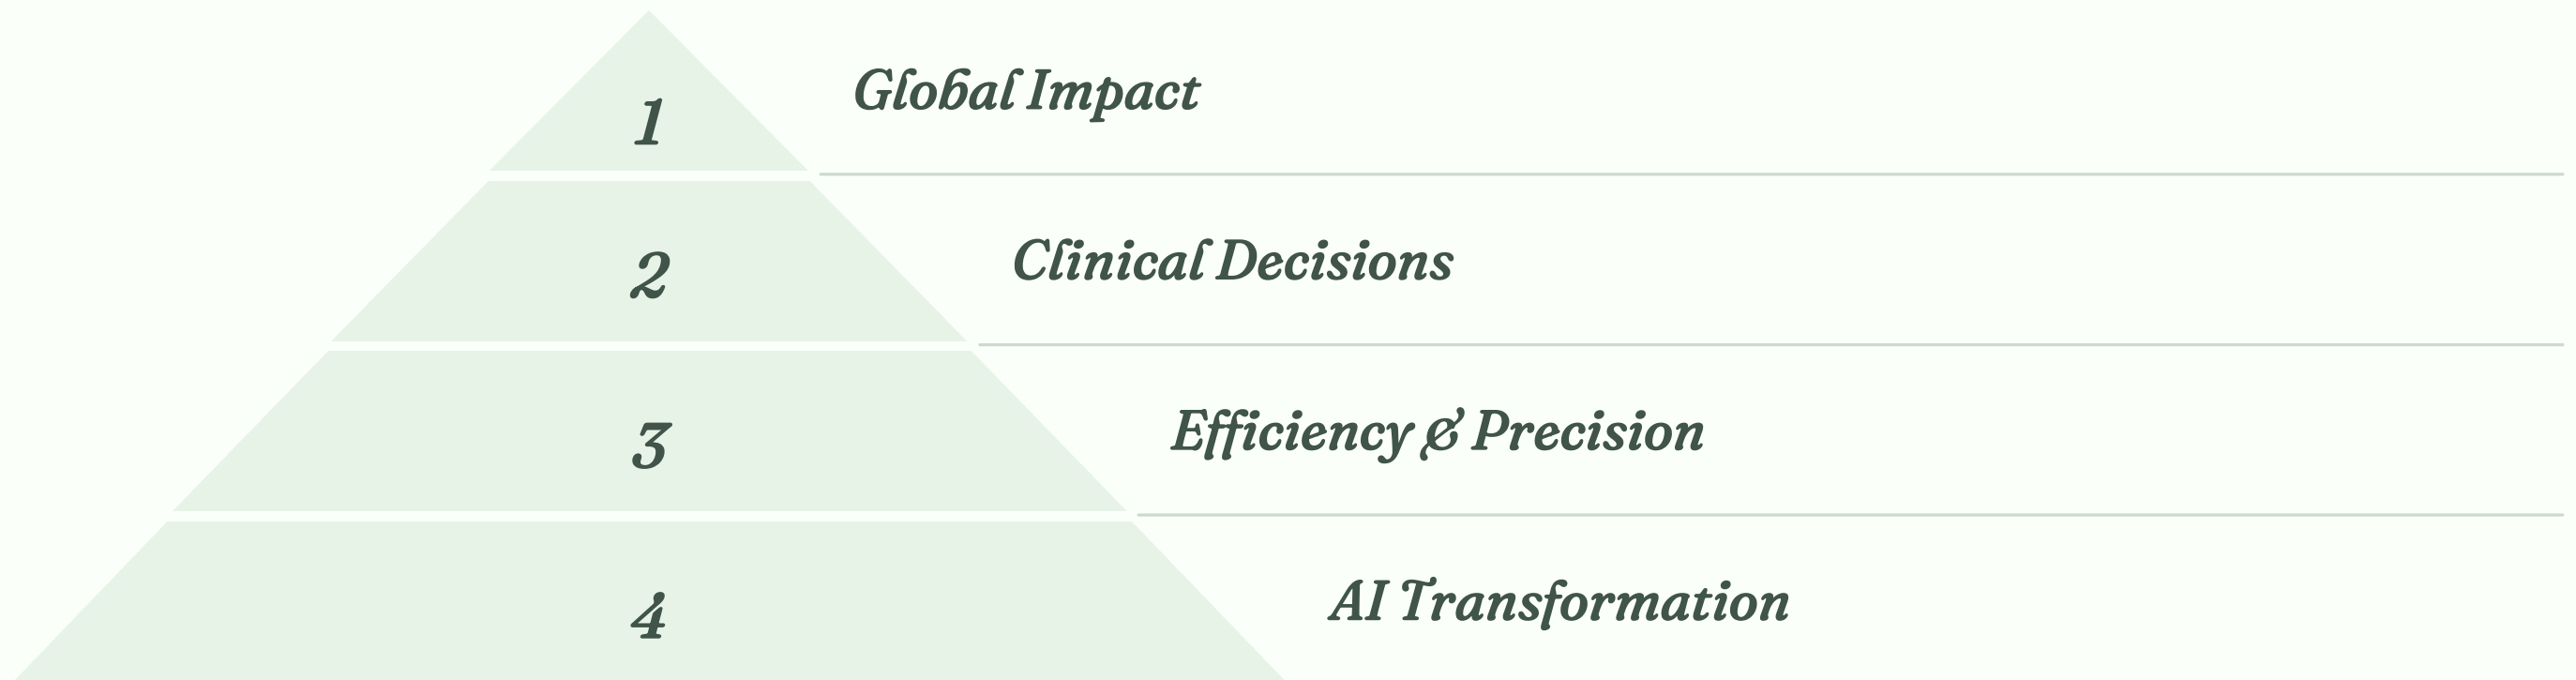 1
Global Impact
2
Clinical Decisions
3
Efficiency & Precision
4
AI Transformation